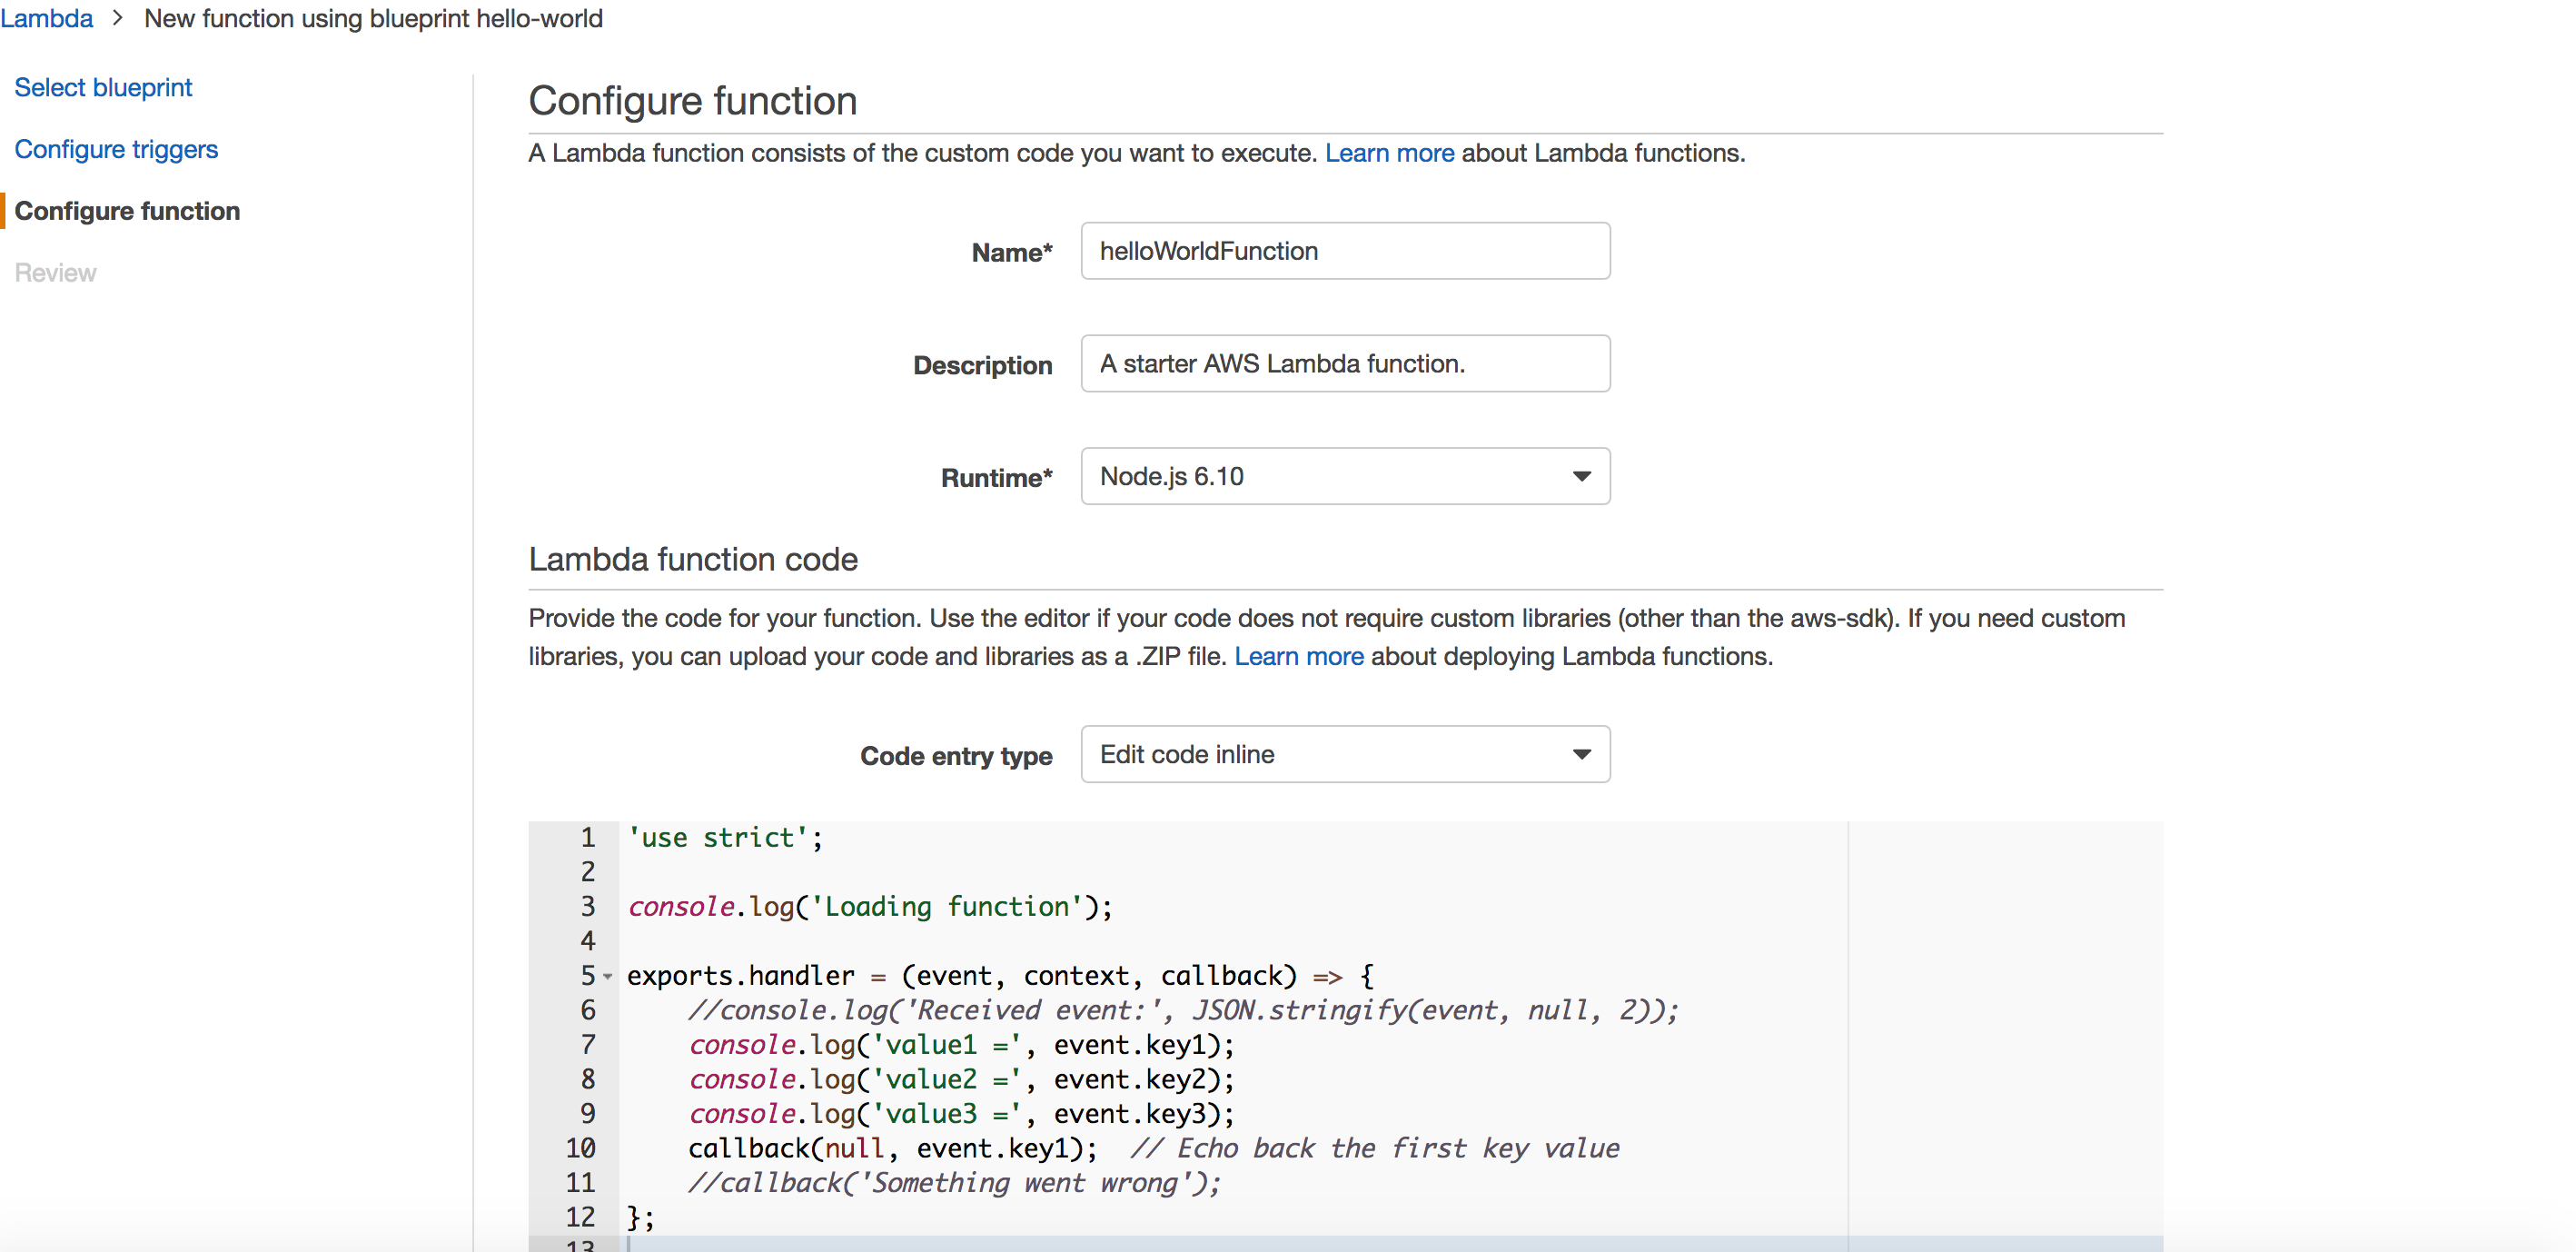 Lambda > New function using blueprint hello-world
Select blueprint
Configure triggers
Configure function
Review
Configure function
A Lambda function consists of the custom code you want to execute. Learn more about Lambda functions.
Name* helloWorldFunction
Description A starter AWS Lambda function.
Runtime* Node.js 6.10
Lambda function code
Provide the code for your function. Use the editor if your code does not require custom libraries (other than the aws-sdk). If you need custom
libraries, you can upload your code and libraries as a .ZIP file. Learn more about deploying Lambda functions.
Code entry type Edit code inline
1 'use strict';
2
3 console.log('Loading function');
4
5 exports.handler = (event, context, callback) => {
6     //console.log('Received event:', JSON.stringify(event, null, 2));
7     console.log('value1 =', event.key1);
8     console.log('value2 =', event.key2);
9     console.log('value3 =', event.key3);
10     callback(null, event.key1);  // Echo back the first key value
11     //callback('Something went wrong');
12 };
13